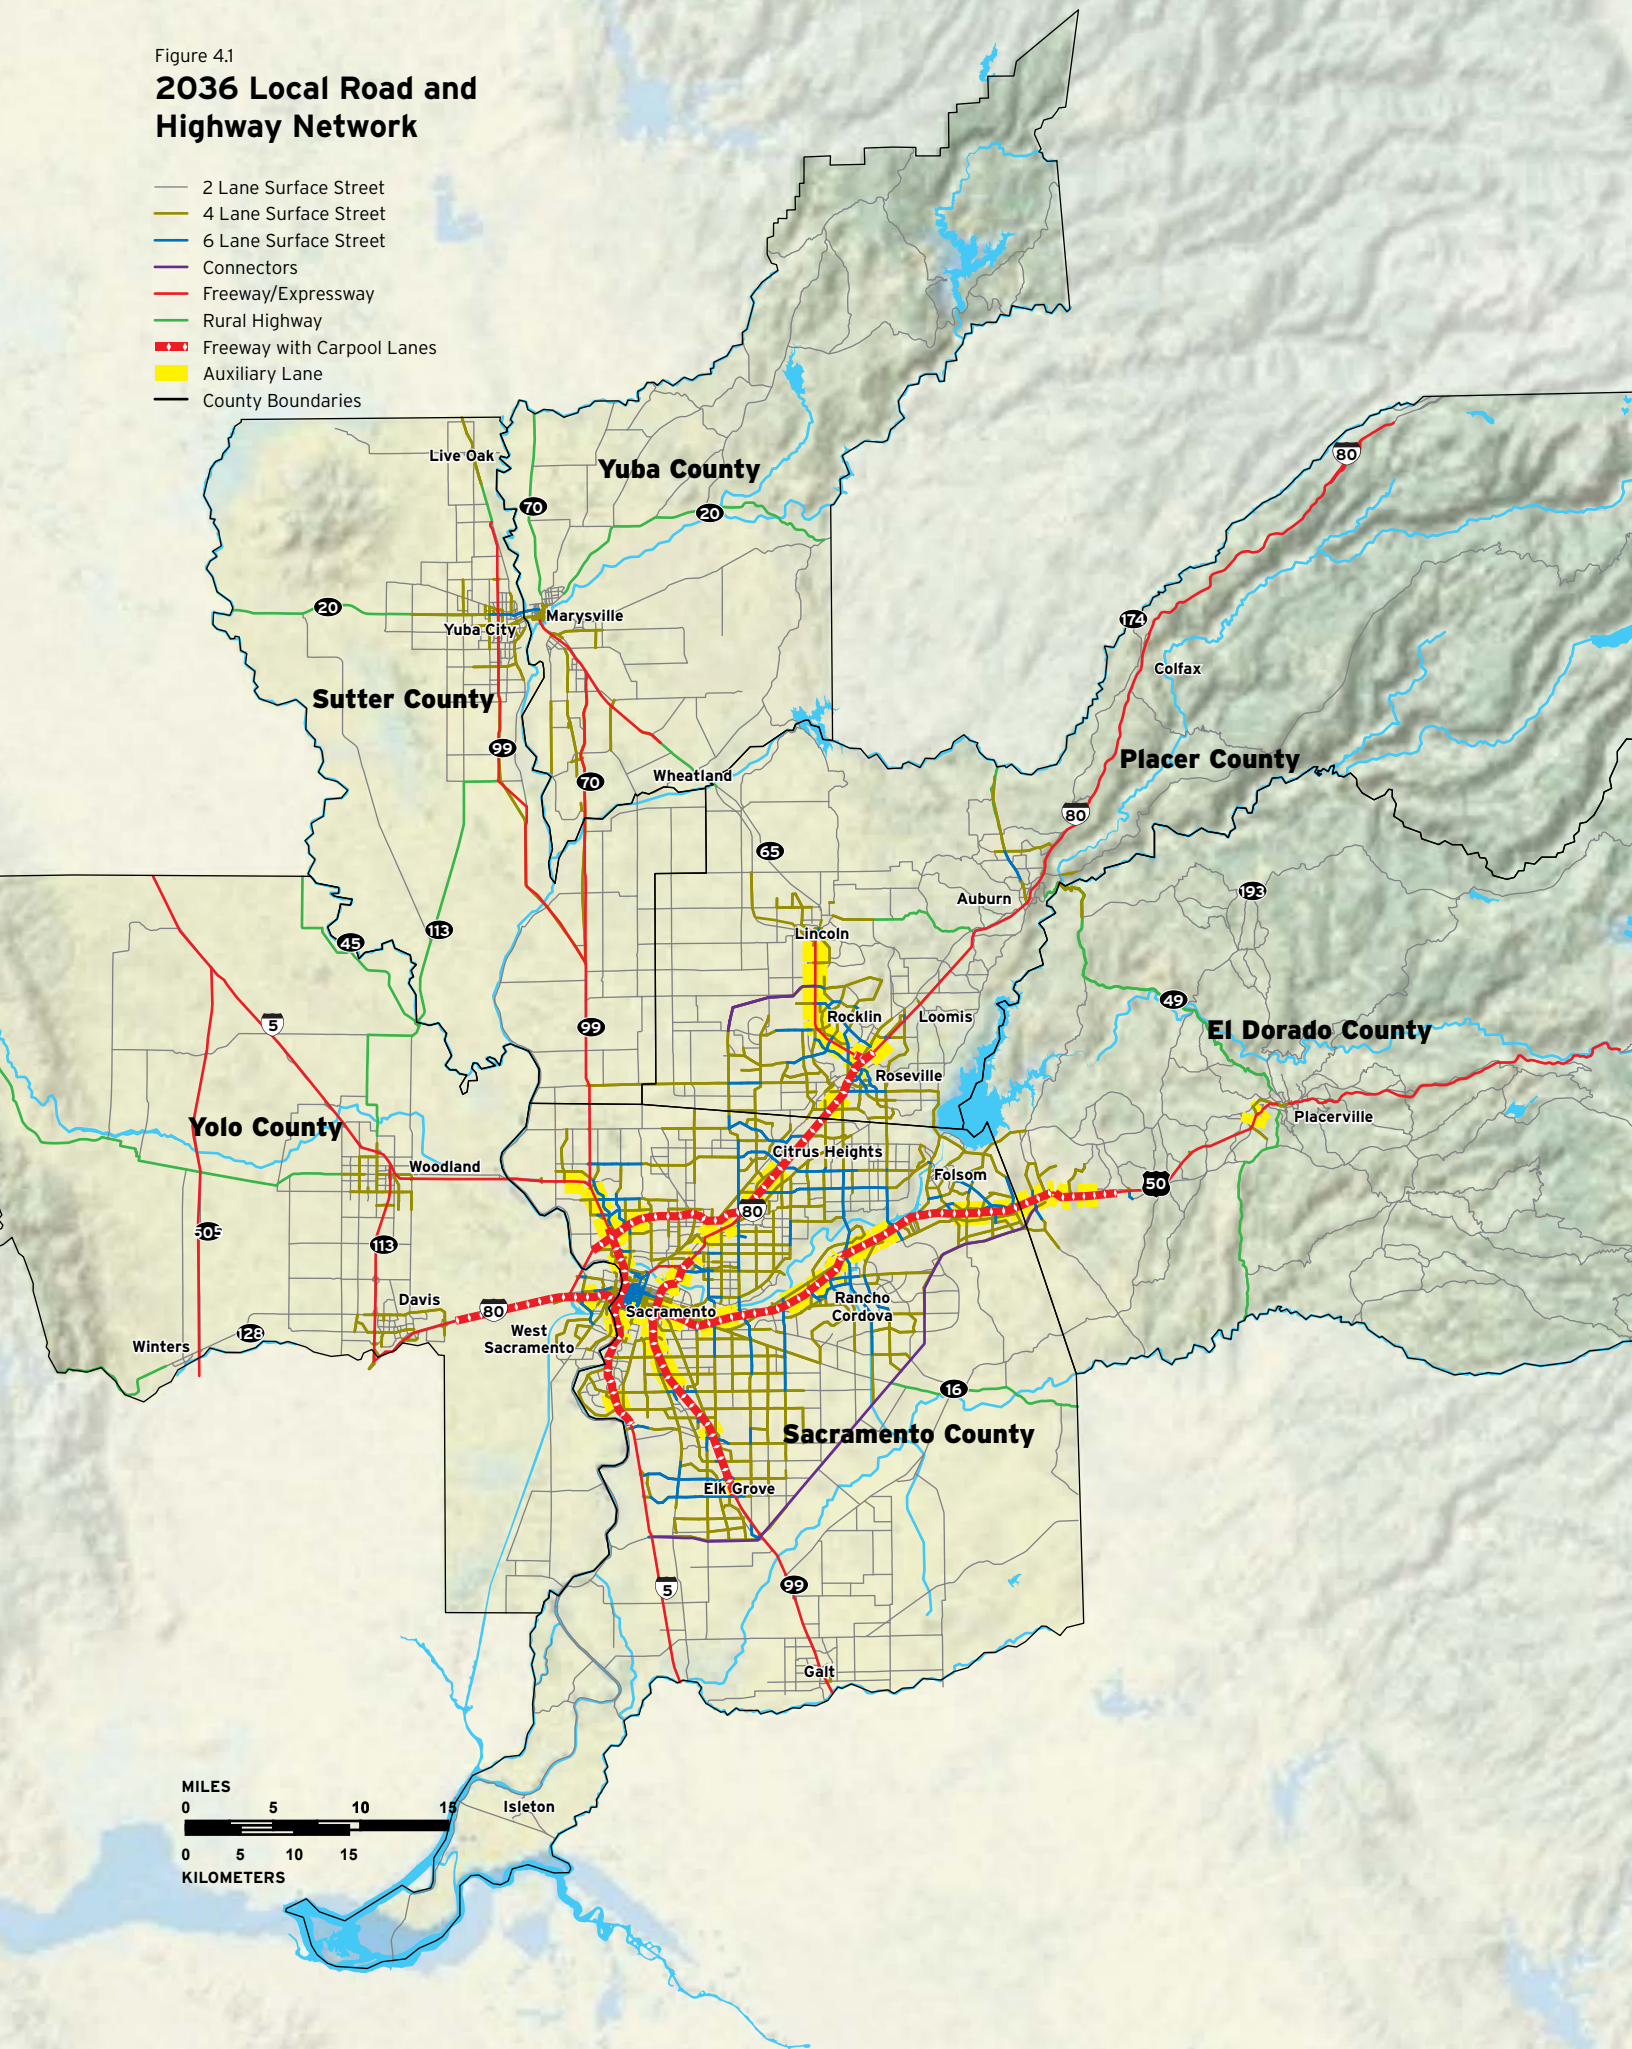 Figure 4.1
2036 Local Road and
Highway Network
2 Lane Surface Street
4 Lane Surface Street
6 Lane Surface Street
Connectors
Freeway/Expressway
Rural Highway
Freeway with Carpool Lanes
Auxiliary Lane
County Boundaries
Live Oak
Yuba County
80
70
20
20
Marysville
Yuba City
174
Colfax
Sutter County
99
Placer County
Wheatland
70
80
65
193
Auburn
113
Lincoln
45
49
Rocklin
Loomis
5
99
El Dorado County
Roseville
Placerville
Yolo County
Citrus Heights
Woodland
Folsom
50
80
505
113
Davis
Rancho
Cordova
80
Sacramento
West
Sacramento
128
Winters
16
Sacramento County
Elk Grove
5
99
Galt
MILES
0 5 10 15
Isleton
0 5 10 15
KILOMETERS